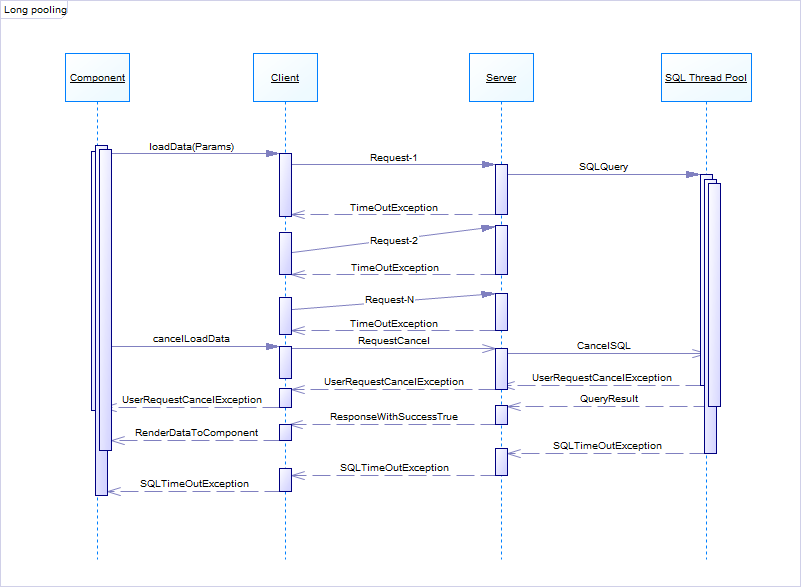 Long pooling
Component
Client
Server
SQL Thread Pool
loadData(Params)
Request-1
SQLQuery
TimeOutException
Request-2
TimeOutException
Request-N
TimeOutException
cancelLoadData
RequestCancel
CancelSQL
UserRequestCancelException
UserRequestCancelException
UserRequestCancelException
QueryResult
ResponseWithSuccessTrue
RenderDataToComponent
SQLTimeOutException
SQLTimeOutException
SQLTimeOutException